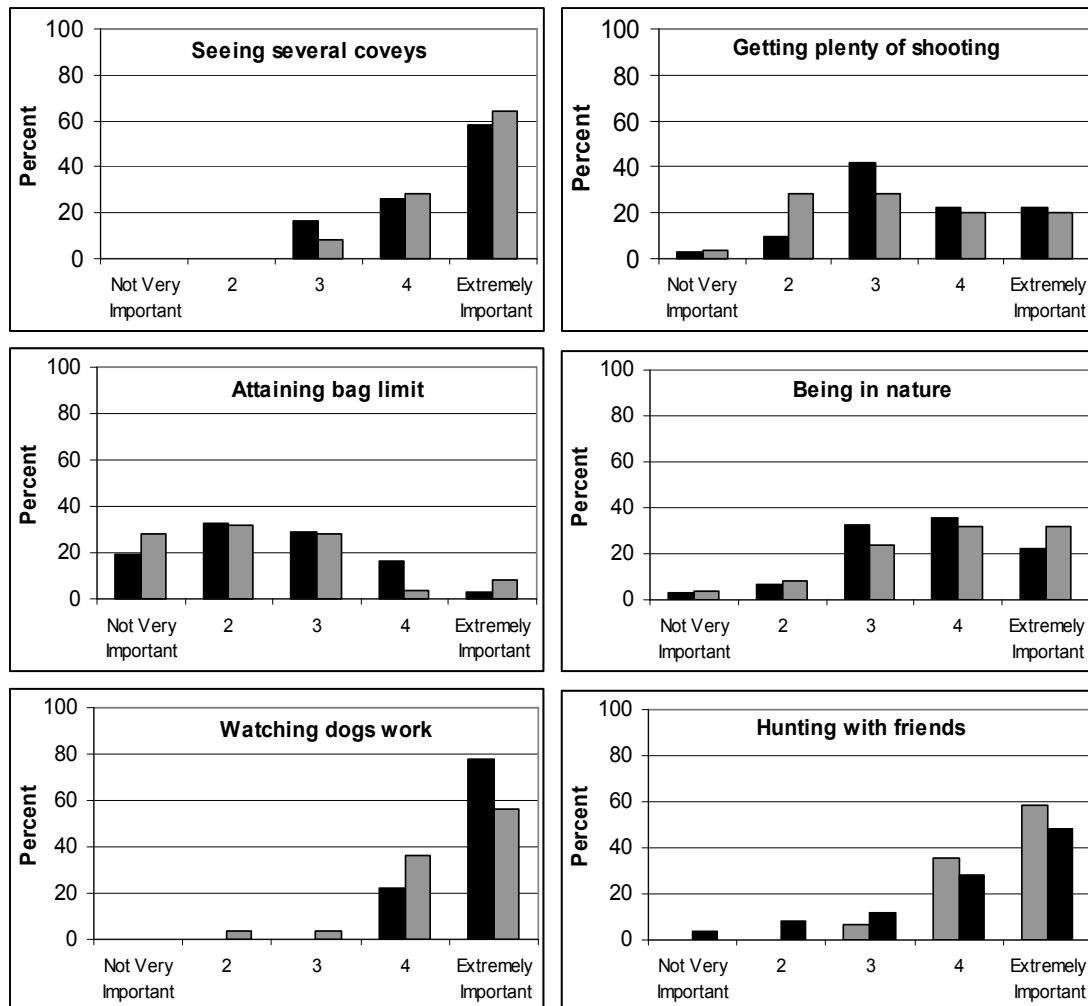 Seeing several coveys
Percent
100
80
60
40
20
0
Not Very
Important
2
3
4
Extremely
Important
Getting plenty of shooting
Percent
100
80
60
40
20
0
Not Very
Important
2
3
4
Extremely
Important
Attaining bag limit
Percent
100
80
60
40
20
0
Not Very
Important
2
3
4
Extremely
Important
Being in nature
Percent
100
80
60
40
20
0
Not Very
Important
2
3
4
Extremely
Important
Watching dogs work
Percent
100
80
60
40
20
0
Not Very
Important
2
3
4
Extremely
Important
Hunting with friends
Percent
100
80
60
40
20
0
Not Very
Important
2
3
4
Extremely
Important